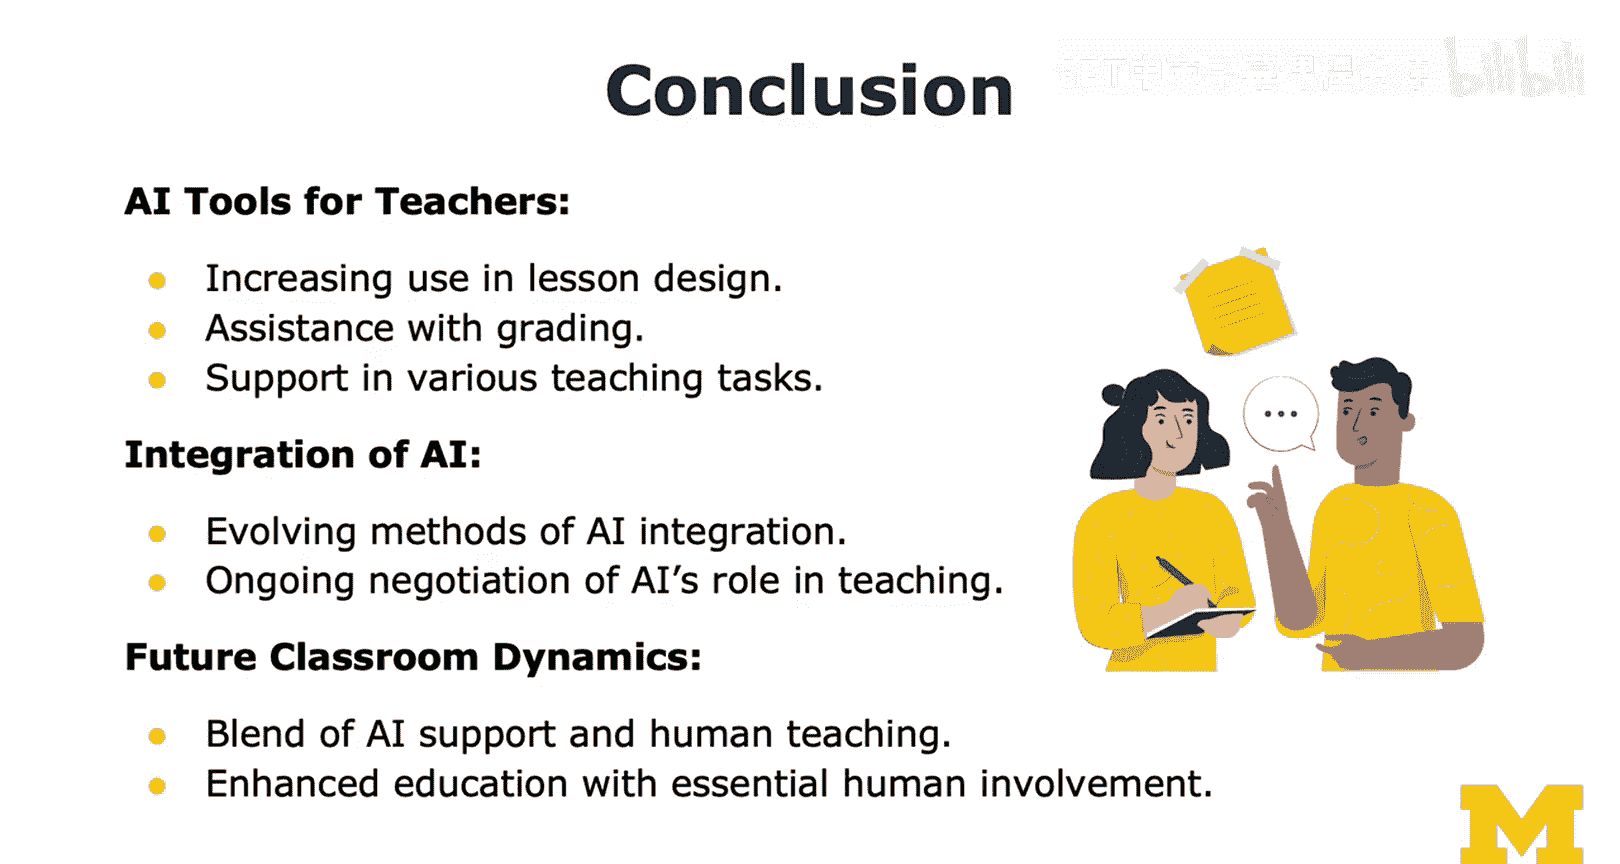 Conclusion
bilibili
AI Tools for Teachers:
Increasing use in lesson design.
Assistance with grading.
Support in various teaching tasks.
Integration of AI:
Evolving methods of AI integration.
Ongoing negotiation of AI’s role in teaching.
Future Classroom Dynamics:
Blend of AI support and human teaching.
Enhanced education with essential human involvement.
M